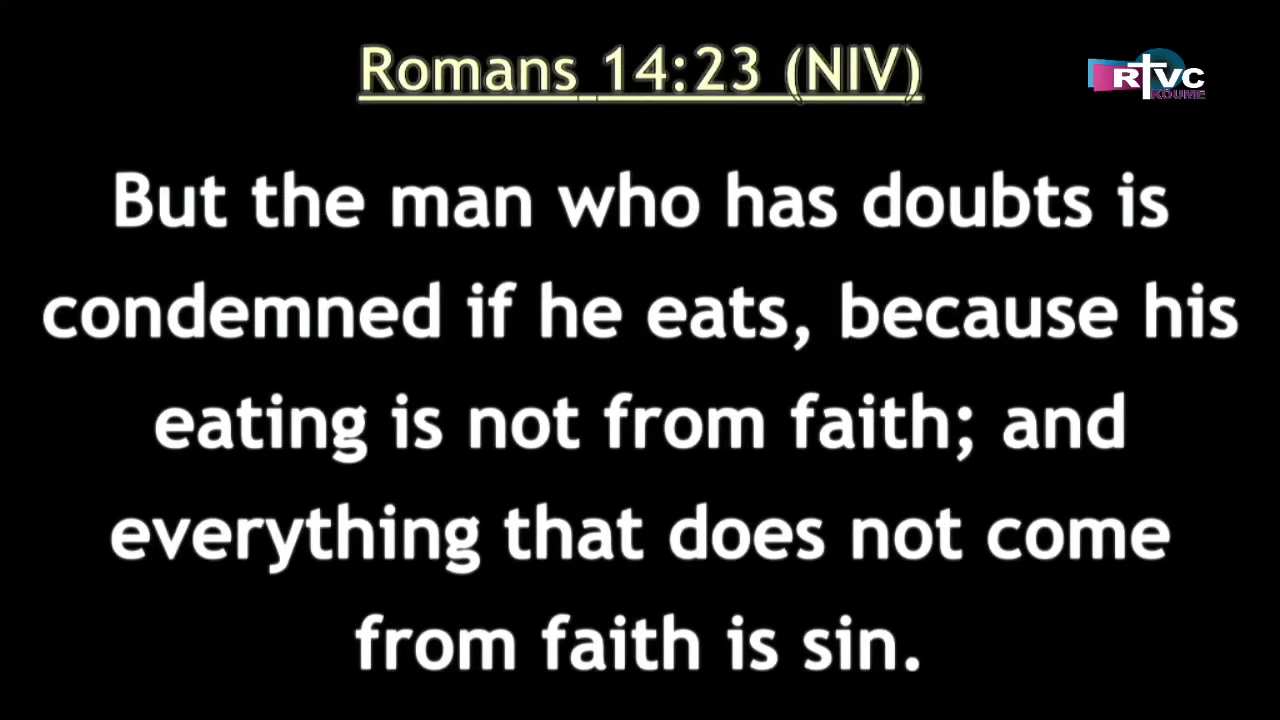 Romans 14:23 (NIV)
RTVC
KOUME
But the man who has doubts is
condemned if he eats, because his
eating is not from faith; and
everything that does not come
from faith is sin.